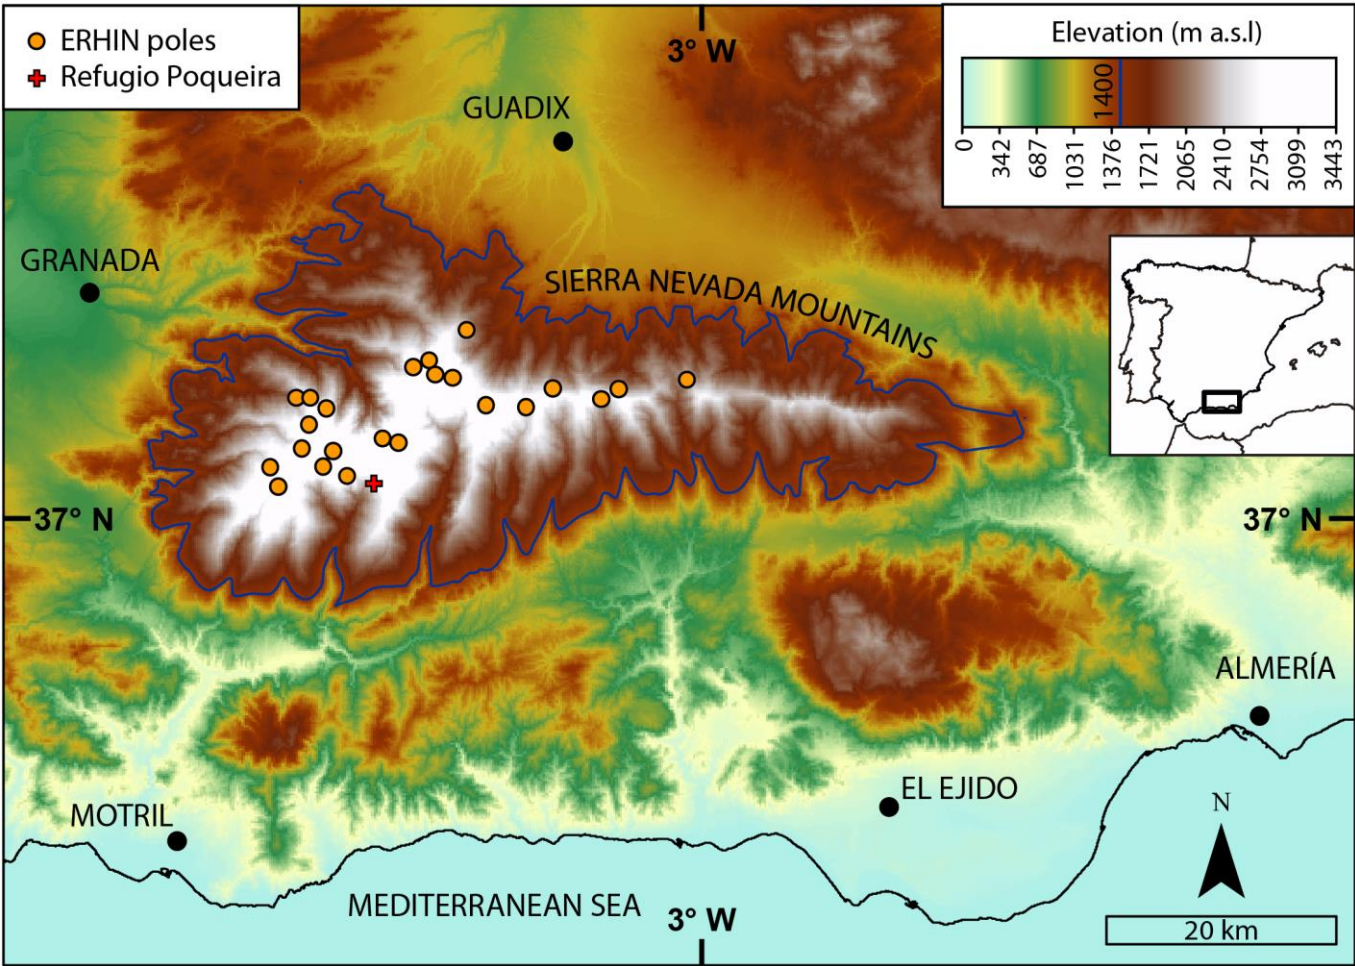 ERHIN poles
Refugio Poqueira
3° W
Elevation (m a.s.l)
1400
0
342
687
1031
1376
1721
2065
2410
2754
3099
3443
GUADIX
GRANADA
SIERRA NEVADA MOUNTAINS
37° N
37° N
ALMERÍA
EL EJIDO
MOTRIL
N
MEDITERRANEAN SEA
3° W
20 km